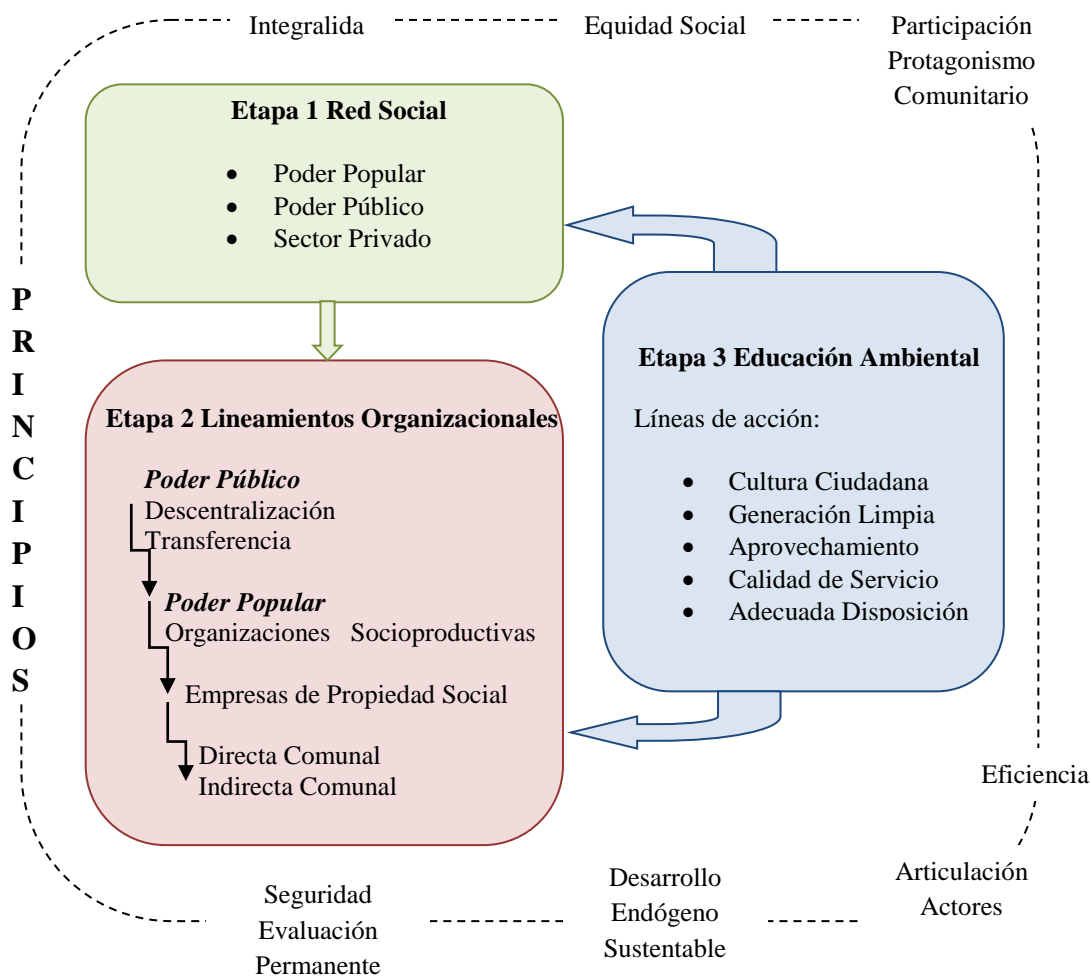 Integralida
Equidad Social
Participación
Protagonismo
Comunitario
PRINCIPIOS
Etapa 1 Red Social
• Poder Popular
• Poder Público
• Sector Privado
Etapa 2 Lineamientos Organizacionales
Poder Público
Descentralización
Transferencia
Poder Popular
Organizaciones Socioproductivas
Empresas de Propiedad Social
Directa Comunal
Indirecta Comunal
Etapa 3 Educación Ambiental
Líneas de acción:
• Cultura Ciudadana
• Generación Limpia
• Aprovechamiento
• Calidad de Servicio
• Adecuada Disposición
Eficiencia
Articulación
Actores
Desarrollo
Endógeno
Sustentable
Seguridad
Evaluación
Permanente